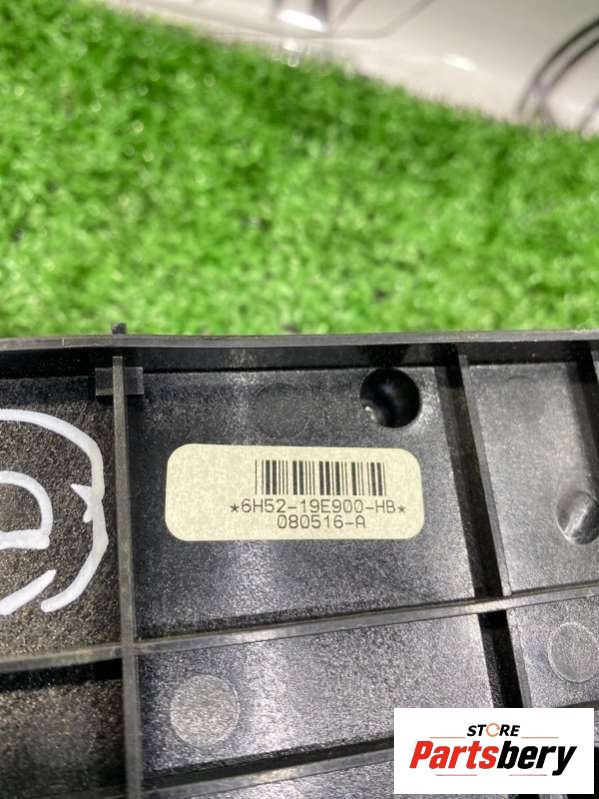 *6H52-19E900-HB*
080516-A
STORE
Partsbery